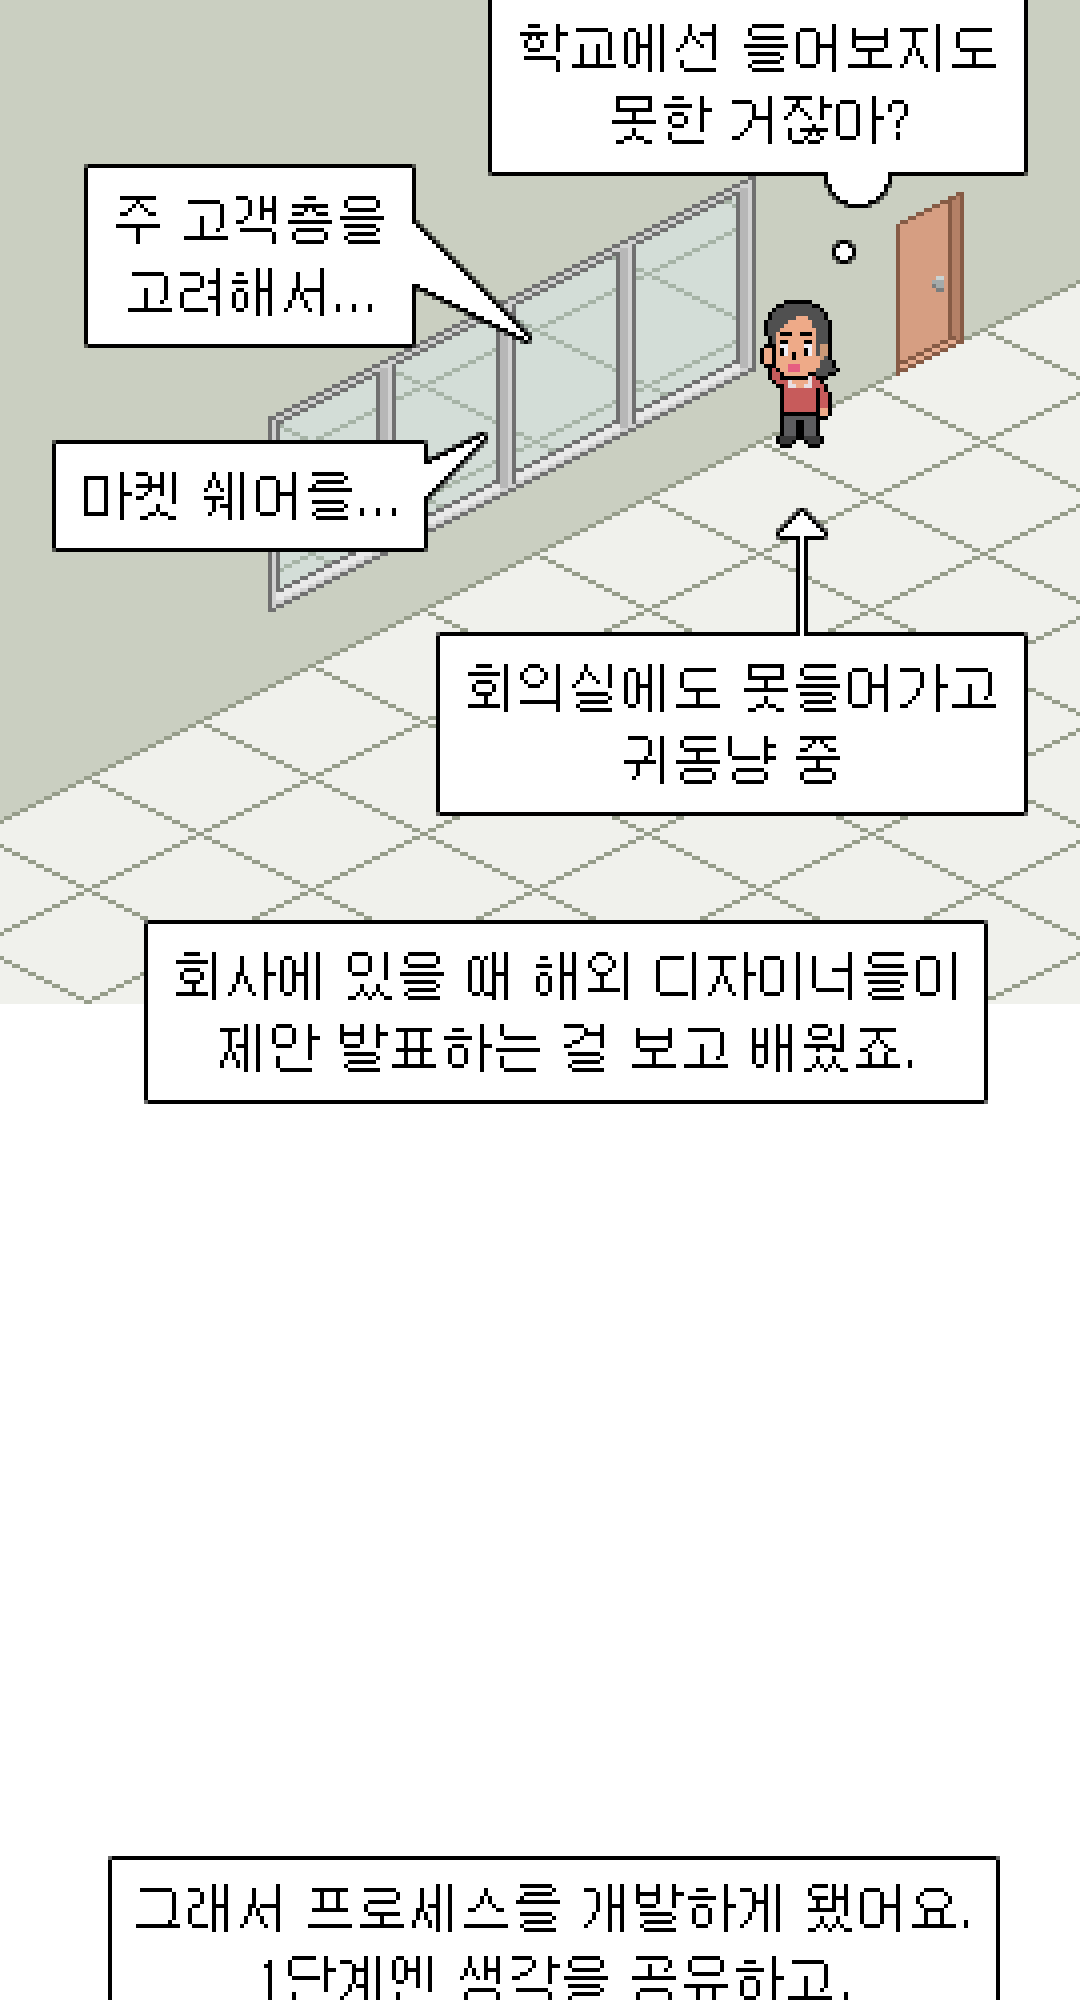 학교에선 들어보지도
못한 거잖아?
주 고객층을
고려해서...
마켓 쉐어를...
회의실에도 못들어가고
귀동냥 중
회사에 있을 때 해외 디자이너들이
제안 발표하는 걸 보고 배웠죠.
그래서 프로세스를 개발하게 됐어요.
1단계엔 생각을 공유하고,